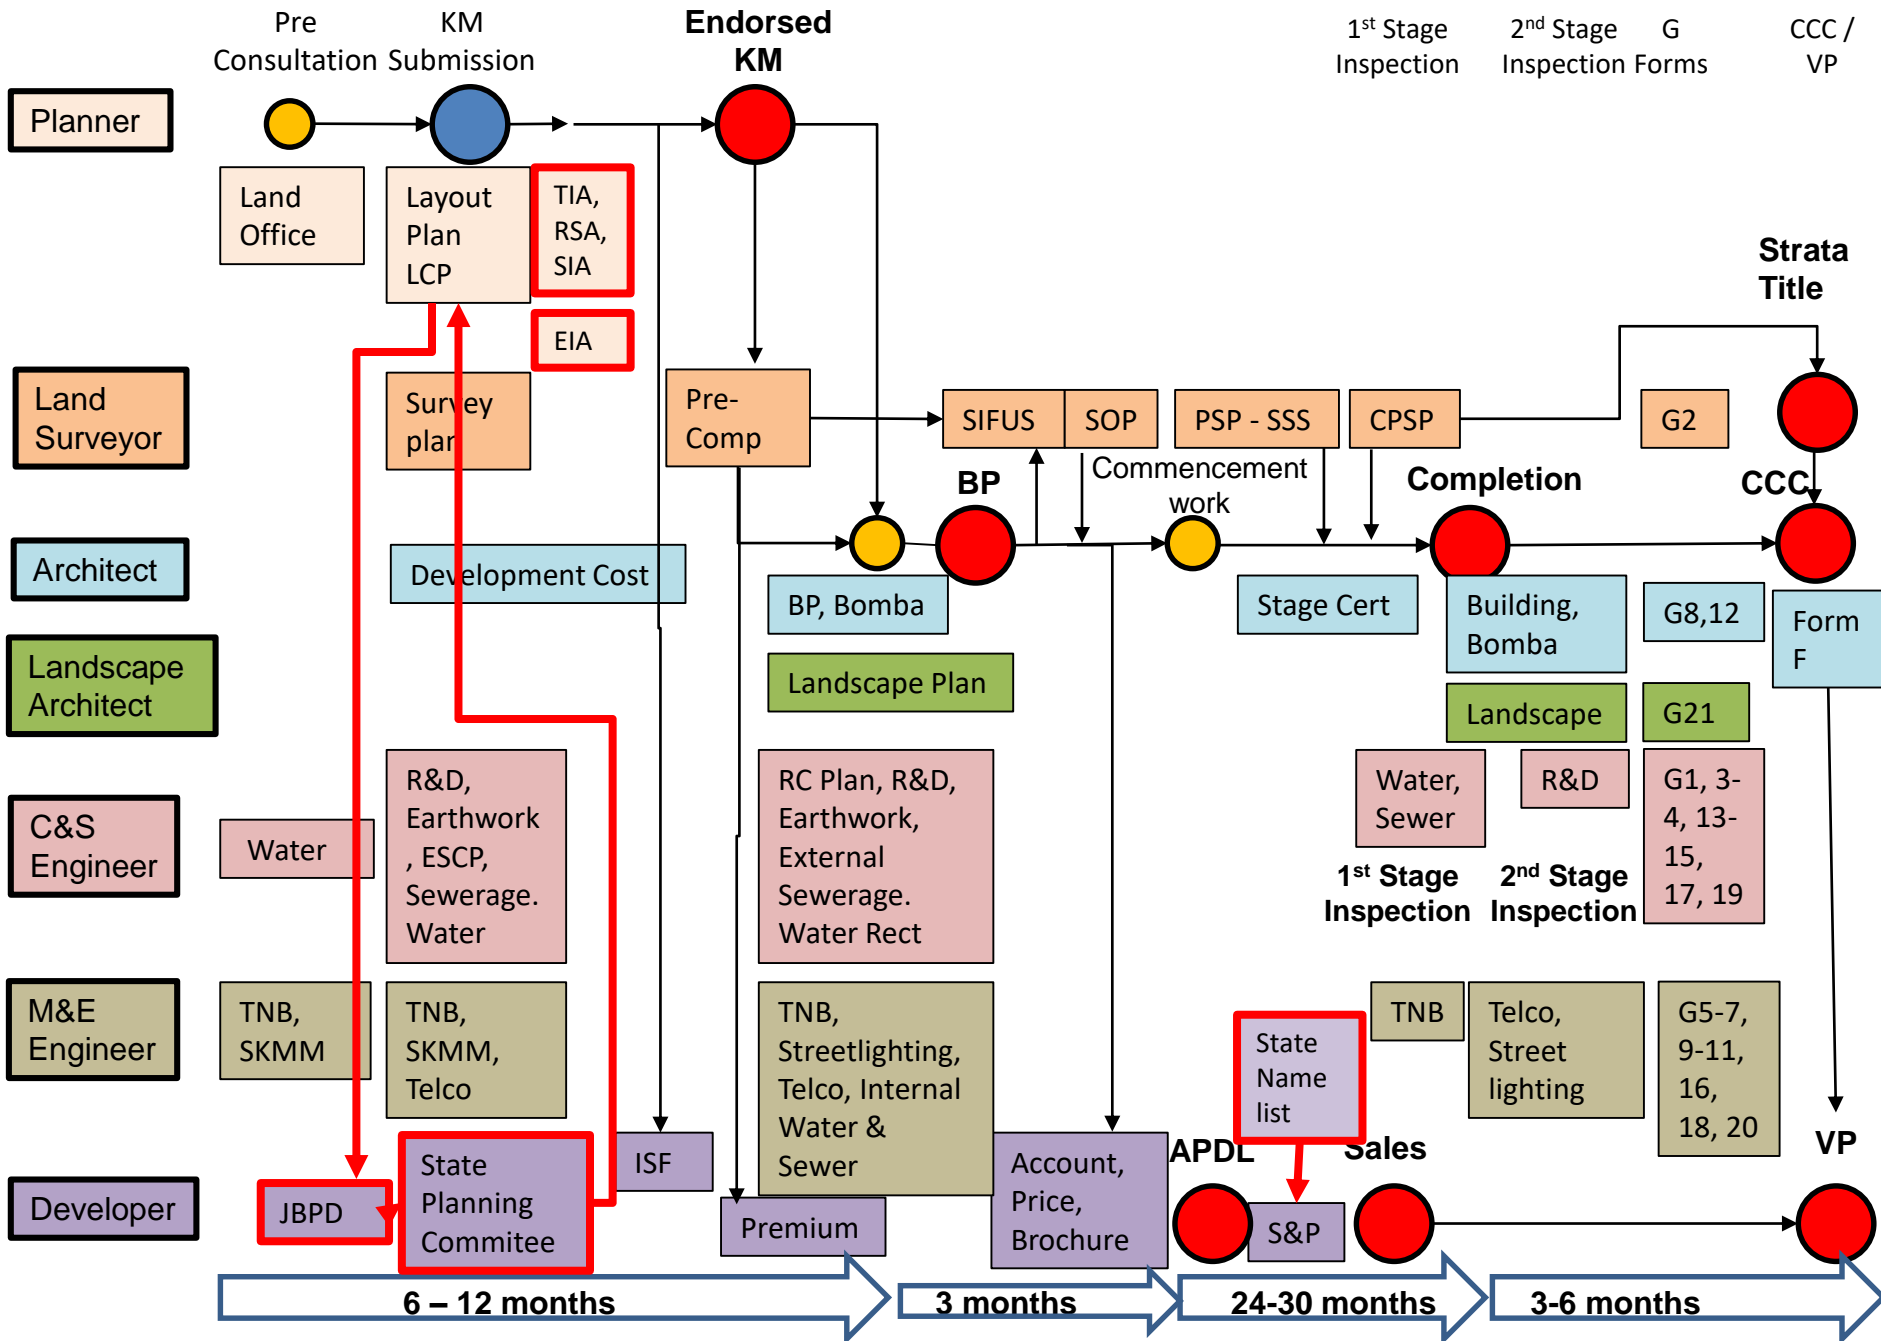 Pre
Consultation
KM
Submission
Endorsed
KM
1st Stage
Inspection
2nd Stage
Inspection
G
Forms
CCC /
VP
Planner
Land
Office
Layout
Plan
LCP
TIA,
RSA,
SIA
EIA
Strata
Title
Land
Surveyor
Survey
plan
Pre-
Comp
SIFUS
SOP
PSP - SSS
CPSP
G2
BP
Commencement
work
Completion
CCC
Architect
Development Cost
BP, Bomba
Stage Cert
Building,
Bomba
G8,12
Form
F
Landscape
Architect
Landscape Plan
Landscape
G21
C&S
Engineer
Water
R&D,
Earthwork
, ESCP,
Sewerage.
Water
RC Plan, R&D,
Earthwork,
External
Sewerage.
Water Rect
Water,
Sewer
R&D
G1, 3-
4, 13-
15,
17, 19
1st Stage
Inspection
2nd Stage
Inspection
M&E
Engineer
TNB,
SKMM
TNB,
SKMM,
Telco
TNB,
Streetlighting,
Telco, Internal
Water &
Sewer
State
Name
list
TNB
Telco,
Street
lighting
G5-7,
9-11,
16,
18, 20
Developer
JBPD
State
Planning
Commitee
ISF
Premium
Account,
Price,
Brochure
APDL
S&P
Sales
VP
6 – 12 months
3 months
24-30 months
3-6 months